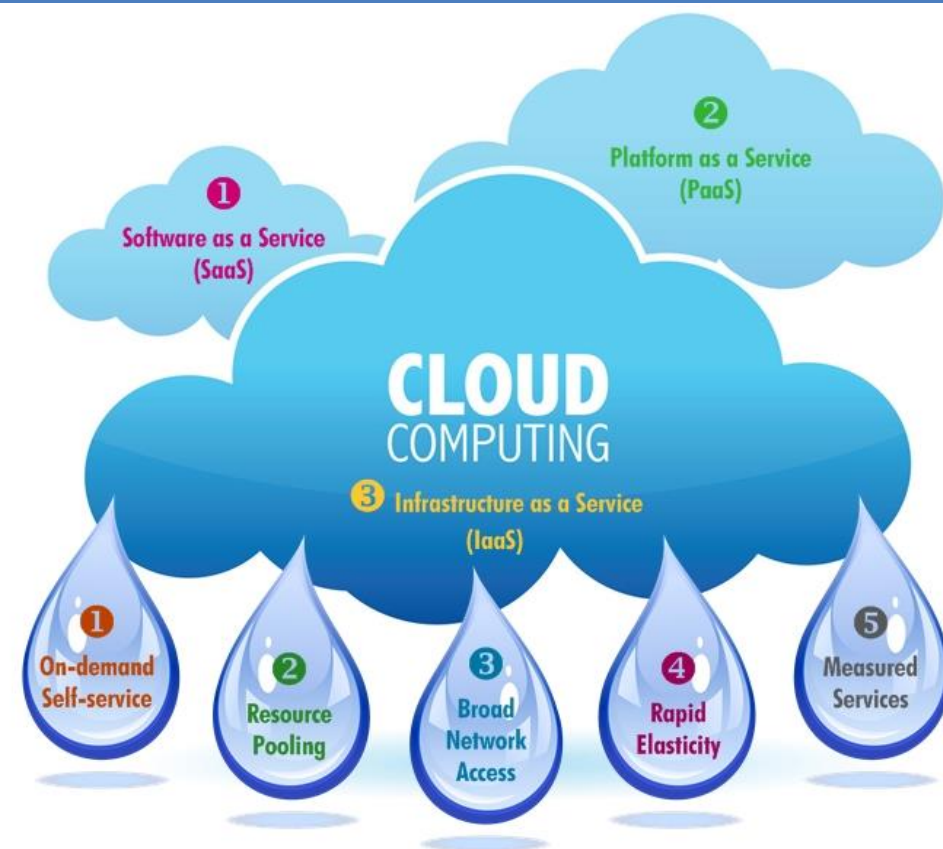 1
Software as a Service
(SaaS)
2
Platform as a Service
(PaaS)
CLOUD
COMPUTING
3 Infrastructure as a Service
(IaaS)
1
On-demand
Self-service
2
Resource
Pooling
3
Broad
Network
Access
4
Rapid
Elasticity
5
Measured
Services